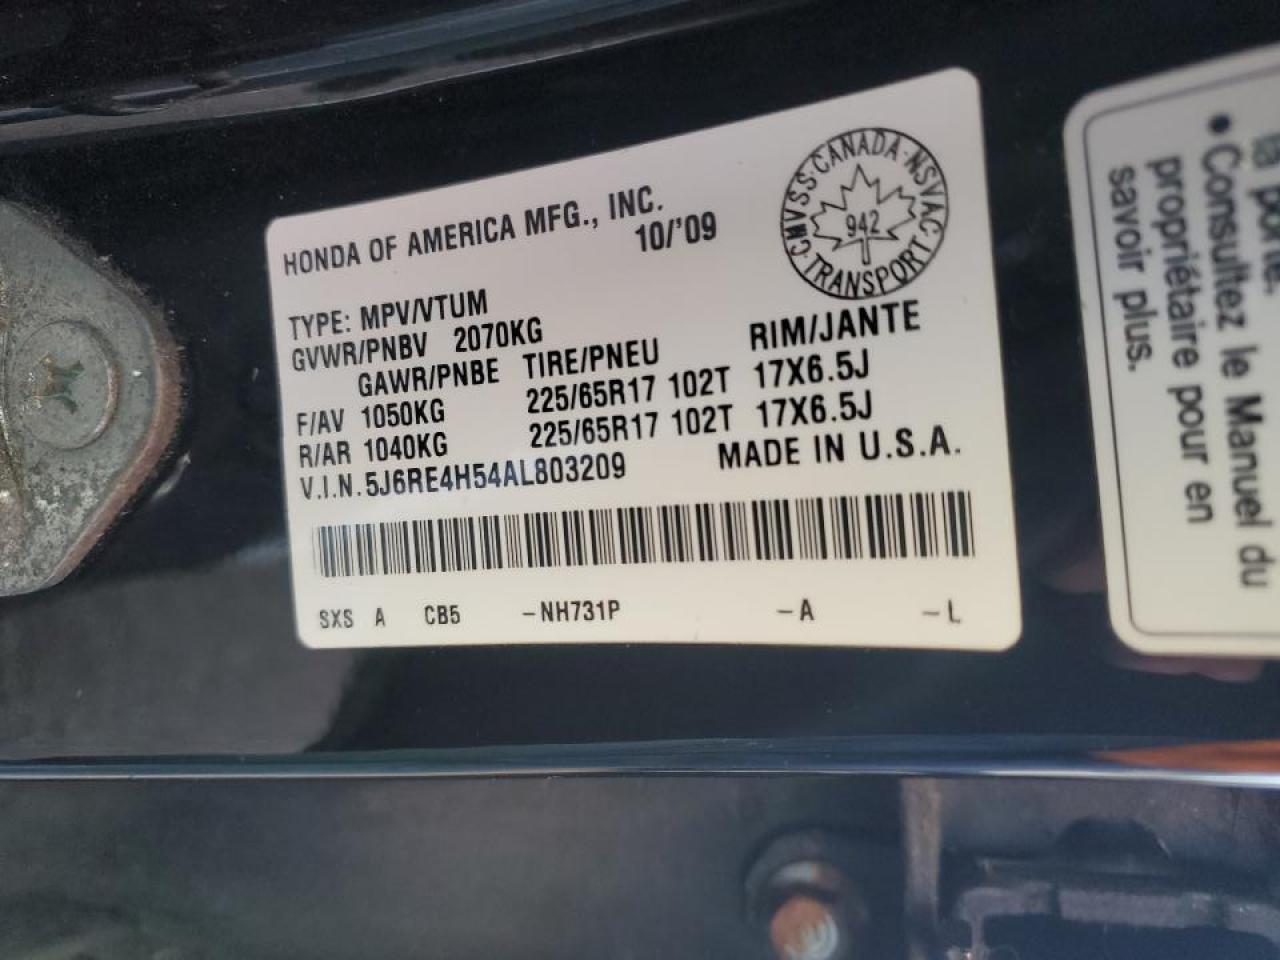 HONDA OF AMERICA MFG., INC.
10/'09
CMVSS·CANADA·NSVAC·TRANSPORT·
942
TYPE: MPV/VTUM
GVWR/PNBV 2070KG
GAWR/PNBE TIRE/PNEU RIM/JANTE
F/AV 1050KG 225/65R17 102T 17X6.5J
R/AR 1040KG 225/65R17 102T 17X6.5J
V.I.N. 5J6RE4H54AL803209 MADE IN U.S.A.
SXS A CB5 -NH731P -A -L
la porte.
• Consultez le Manuel du
propriétaire pour en
savoir plus.